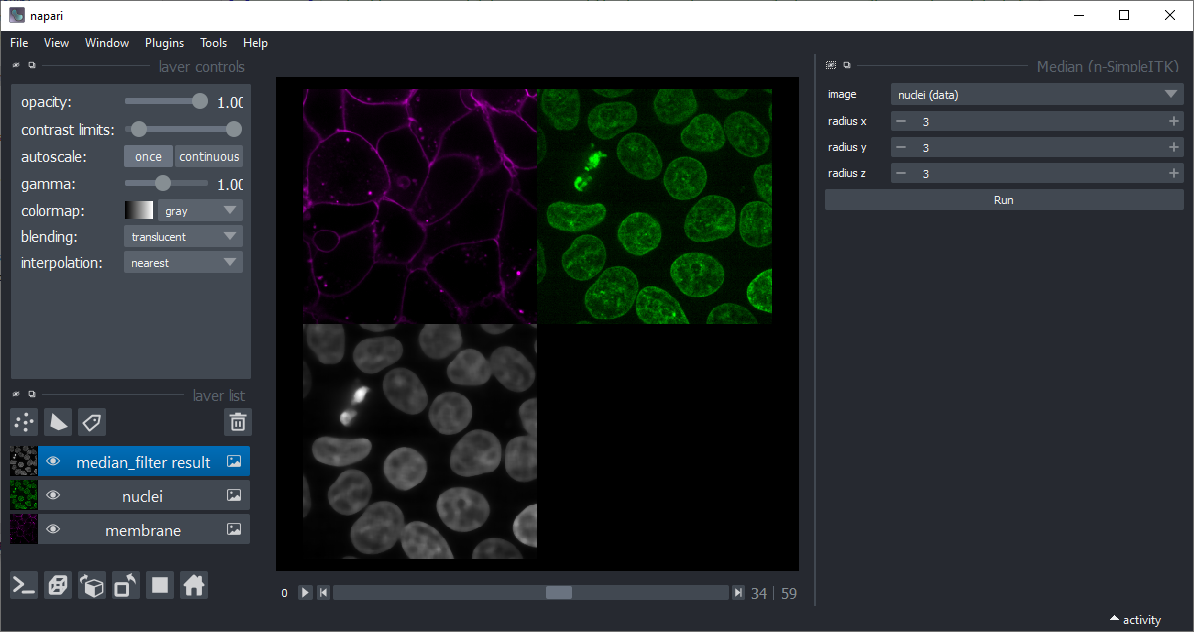 napari
File View Window Plugins Tools Help
layer controls
opacity: 1.00
contrast limits:
autoscale: once continuous
gamma: 1.00
colormap: gray
blending: translucent
interpolation: nearest
layer list
median_filter result
nuclei
membrane
0 34 | 59
Median (n-SimpleITK)
image nuclei (data)
radius x − 3 +
radius y − 3 +
radius z − 3 +
Run
activity